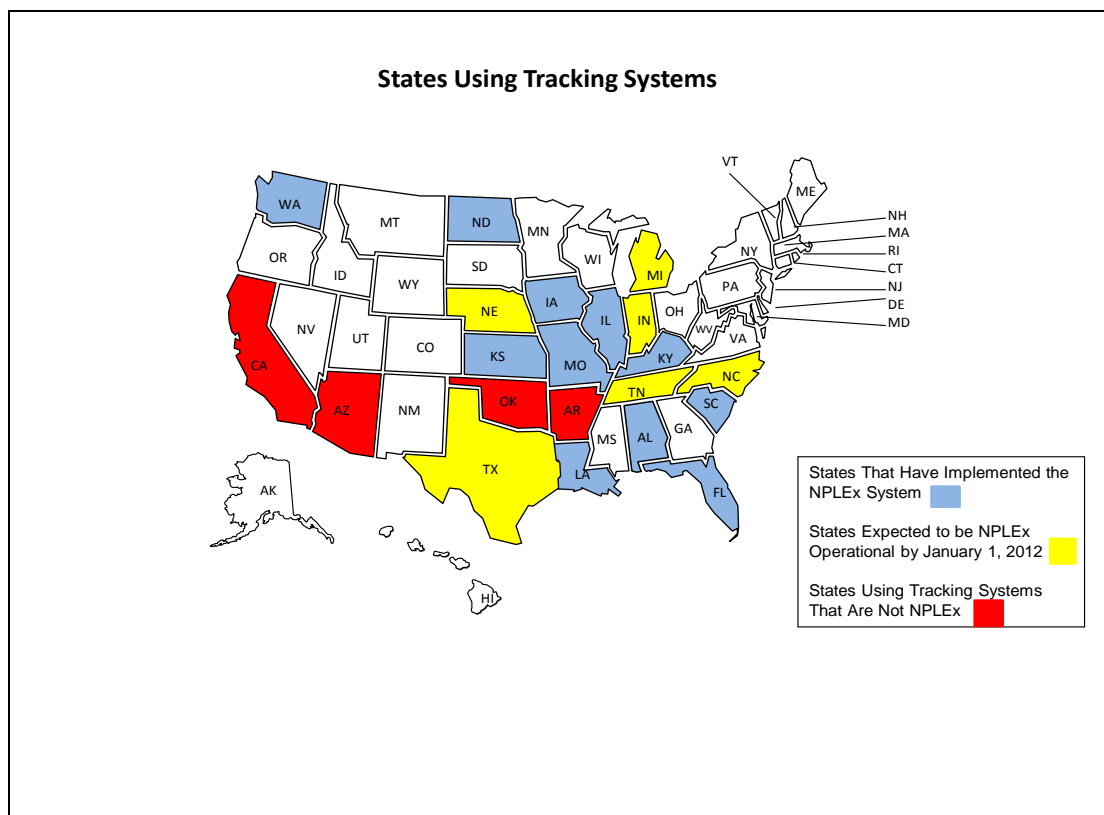 States Using Tracking Systems
VT
ME
WA
MT
ND
MN
NH
MA
OR
ID
SD
WI
NY
RI
MI
CT
WY
PA
NJ
IA
NE
OH
DE
IL
IN
NV
WV
MD
UT
CO
VA
KS
MO
KY
CA
NC
TN
OK
AR
SC
AZ
NM
MS
AL
GA
TX
LA
States That Have Implemented the
NPLEx System
AK
FL
States Expected to be NPLEx
Operational by January 1, 2012
States Using Tracking Systems
HI
That Are Not NPLEx